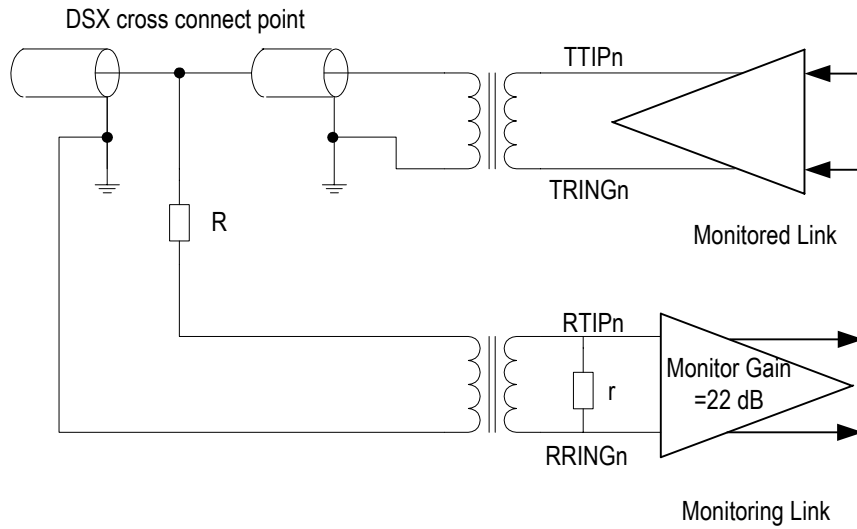 DSX cross connect point
TTIPn
TRINGn
R
Monitored Link
RTIPn
Monitor Gain
=22 dB
r
RRINGn
Monitoring Link